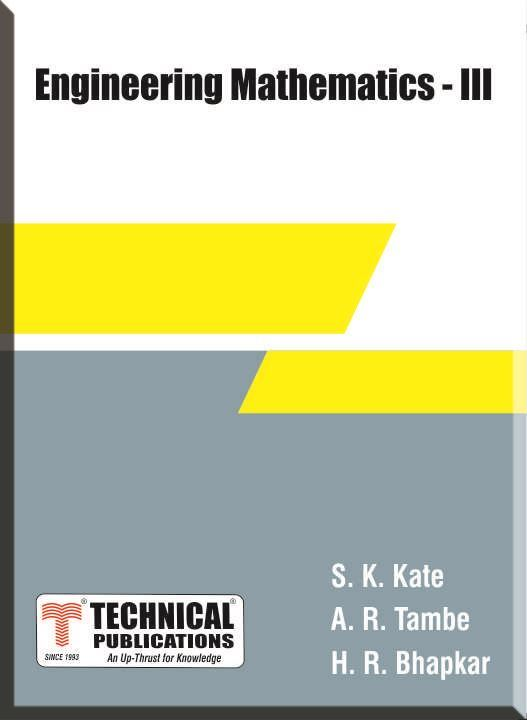 Engineering Mathematics - III
S. K. Kate
A. R. Tambe
H. R. Bhapkar
TECHNICAL
PUBLICATIONS
SINCE 1993
An Up-Thrust for Knowledge